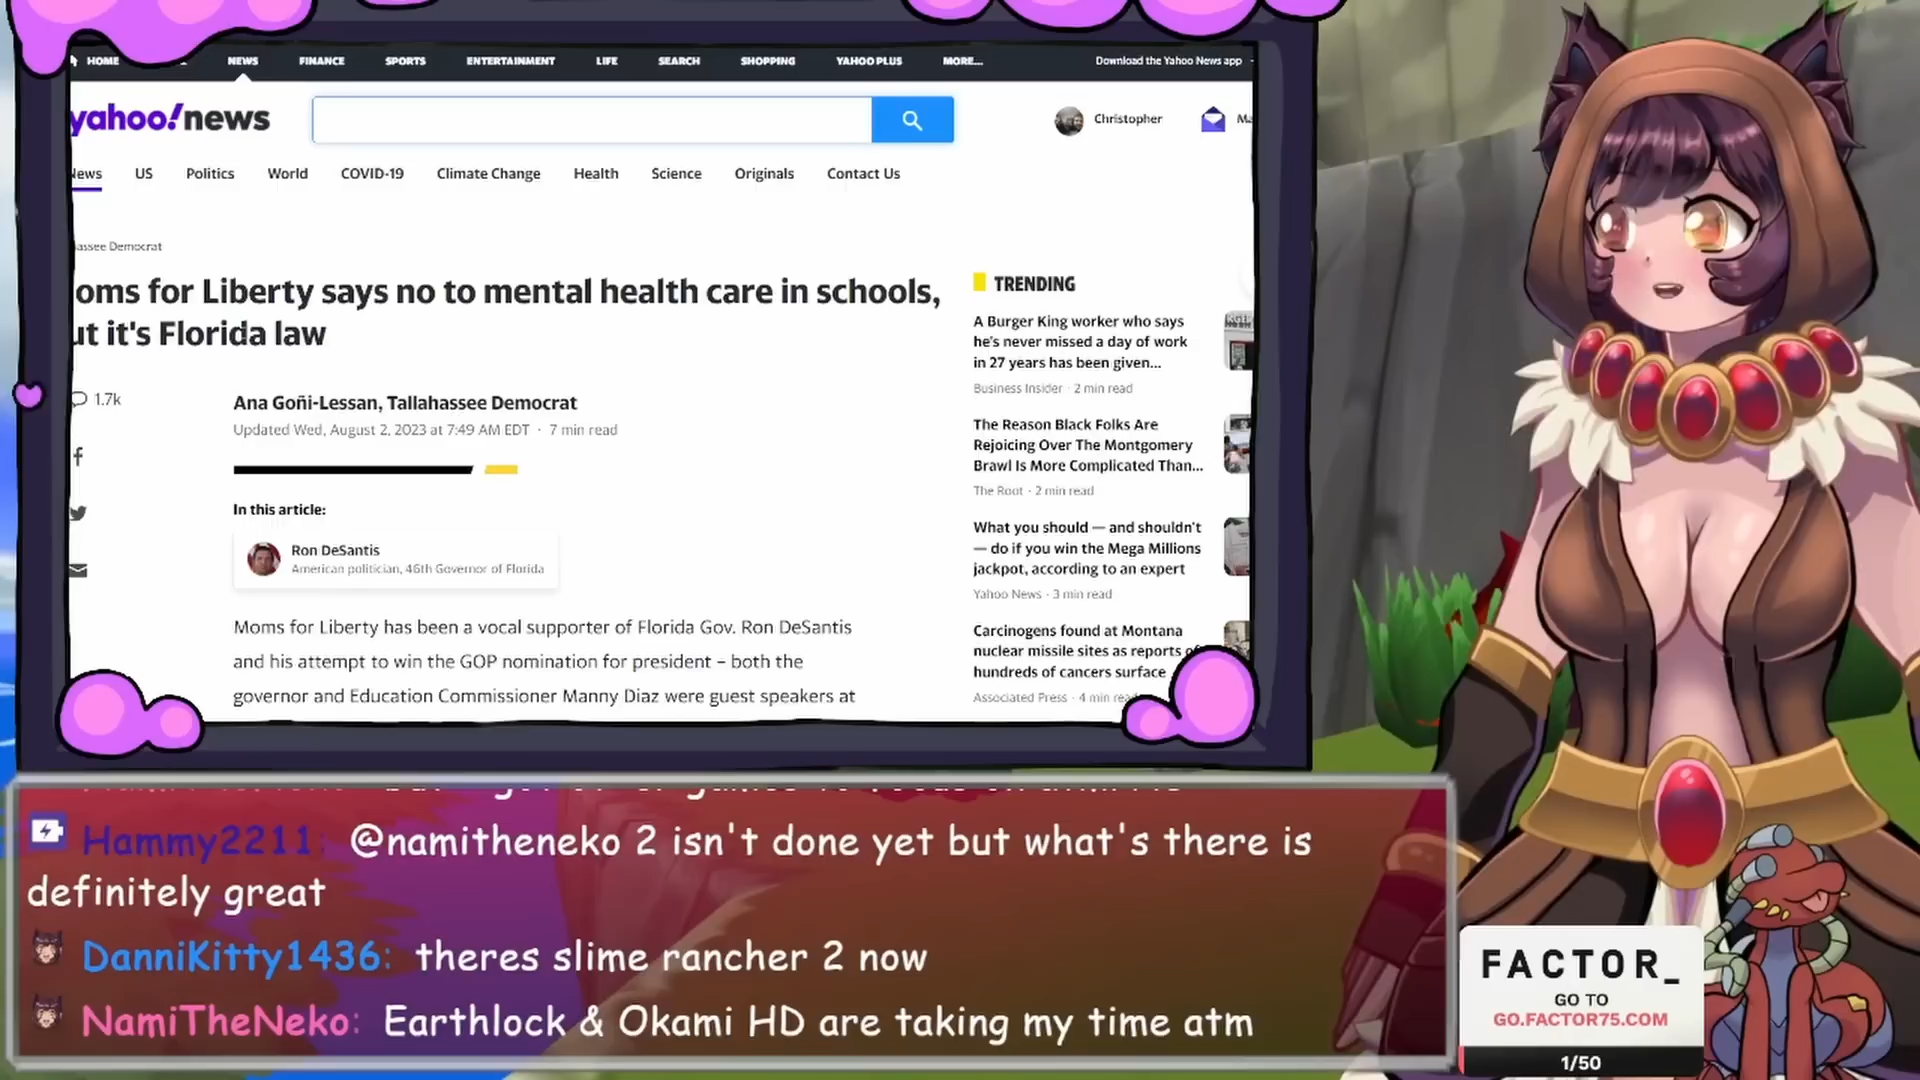 HOME NEWS FINANCE SPORTS ENTERTAINMENT LIFE SEARCH SHOPPING YAHOO PLUS MORE... Download the Yahoo News app
yahoo!news
Christopher
News US Politics World COVID-19 Climate Change Health Science Originals Contact Us
assee Democrat
oms for Liberty says no to mental health care in schools,
ut it's Florida law
1.7k
Ana Goñi-Lessan, Tallahassee Democrat
Updated Wed, August 2, 2023 at 7:49 AM EDT · 7 min read
In this article:
Ron DeSantis
American politician, 46th Governor of Florida
Moms for Liberty has been a vocal supporter of Florida Gov. Ron DeSantis
and his attempt to win the GOP nomination for president – both the
governor and Education Commissioner Manny Diaz were guest speakers at
TRENDING
A Burger King worker who says
he's never missed a day of work
in 27 years has been given...
Business Insider · 2 min read
The Reason Black Folks Are
Rejoicing Over The Montgomery
Brawl Is More Complicated Than...
The Root · 2 min read
What you should — and shouldn't
— do if you win the Mega Millions
jackpot, according to an expert
Yahoo News · 3 min read
Carcinogens found at Montana
nuclear missile sites as reports of
hundreds of cancers surface
Associated Press · 4 min read
Hammy2211: @namitheneko 2 isn't done yet but what's there is
definitely great
DanniKitty1436: theres slime rancher 2 now
NamiTheNeko: Earthlock & Okami HD are taking my time atm
FACTOR_
GO TO
GO.FACTOR75.COM
1/50